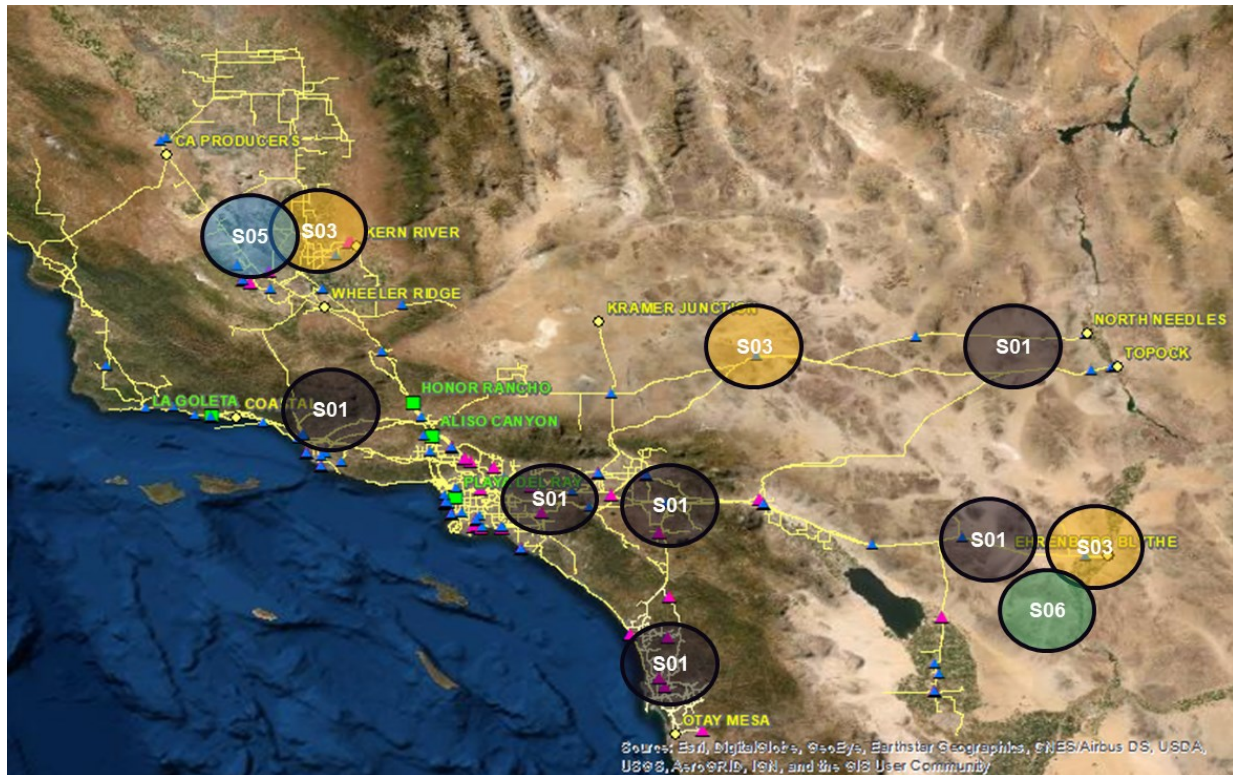 CA PRODUCERS
S05
S03
KERN RIVER
WHEELER RIDGE
KRAMER JUNCTION
NORTH NEEDLES
S03
S01
TOPOCK
HONOR RANCHO
LA GOLETA
COASTAL
S01
ALISO CANYON
PLAYA DEL RAY
S01
S01
S01
EHRENBERG BLYTHE
S03
S06
S01
OTAY MESA
Source: Esri, DigitalGlobe, GeoEye, Earthstar Geographics, CNES/Airbus DS, USDA,
USGS, AeroGRID, IGN, and the GIS User Community